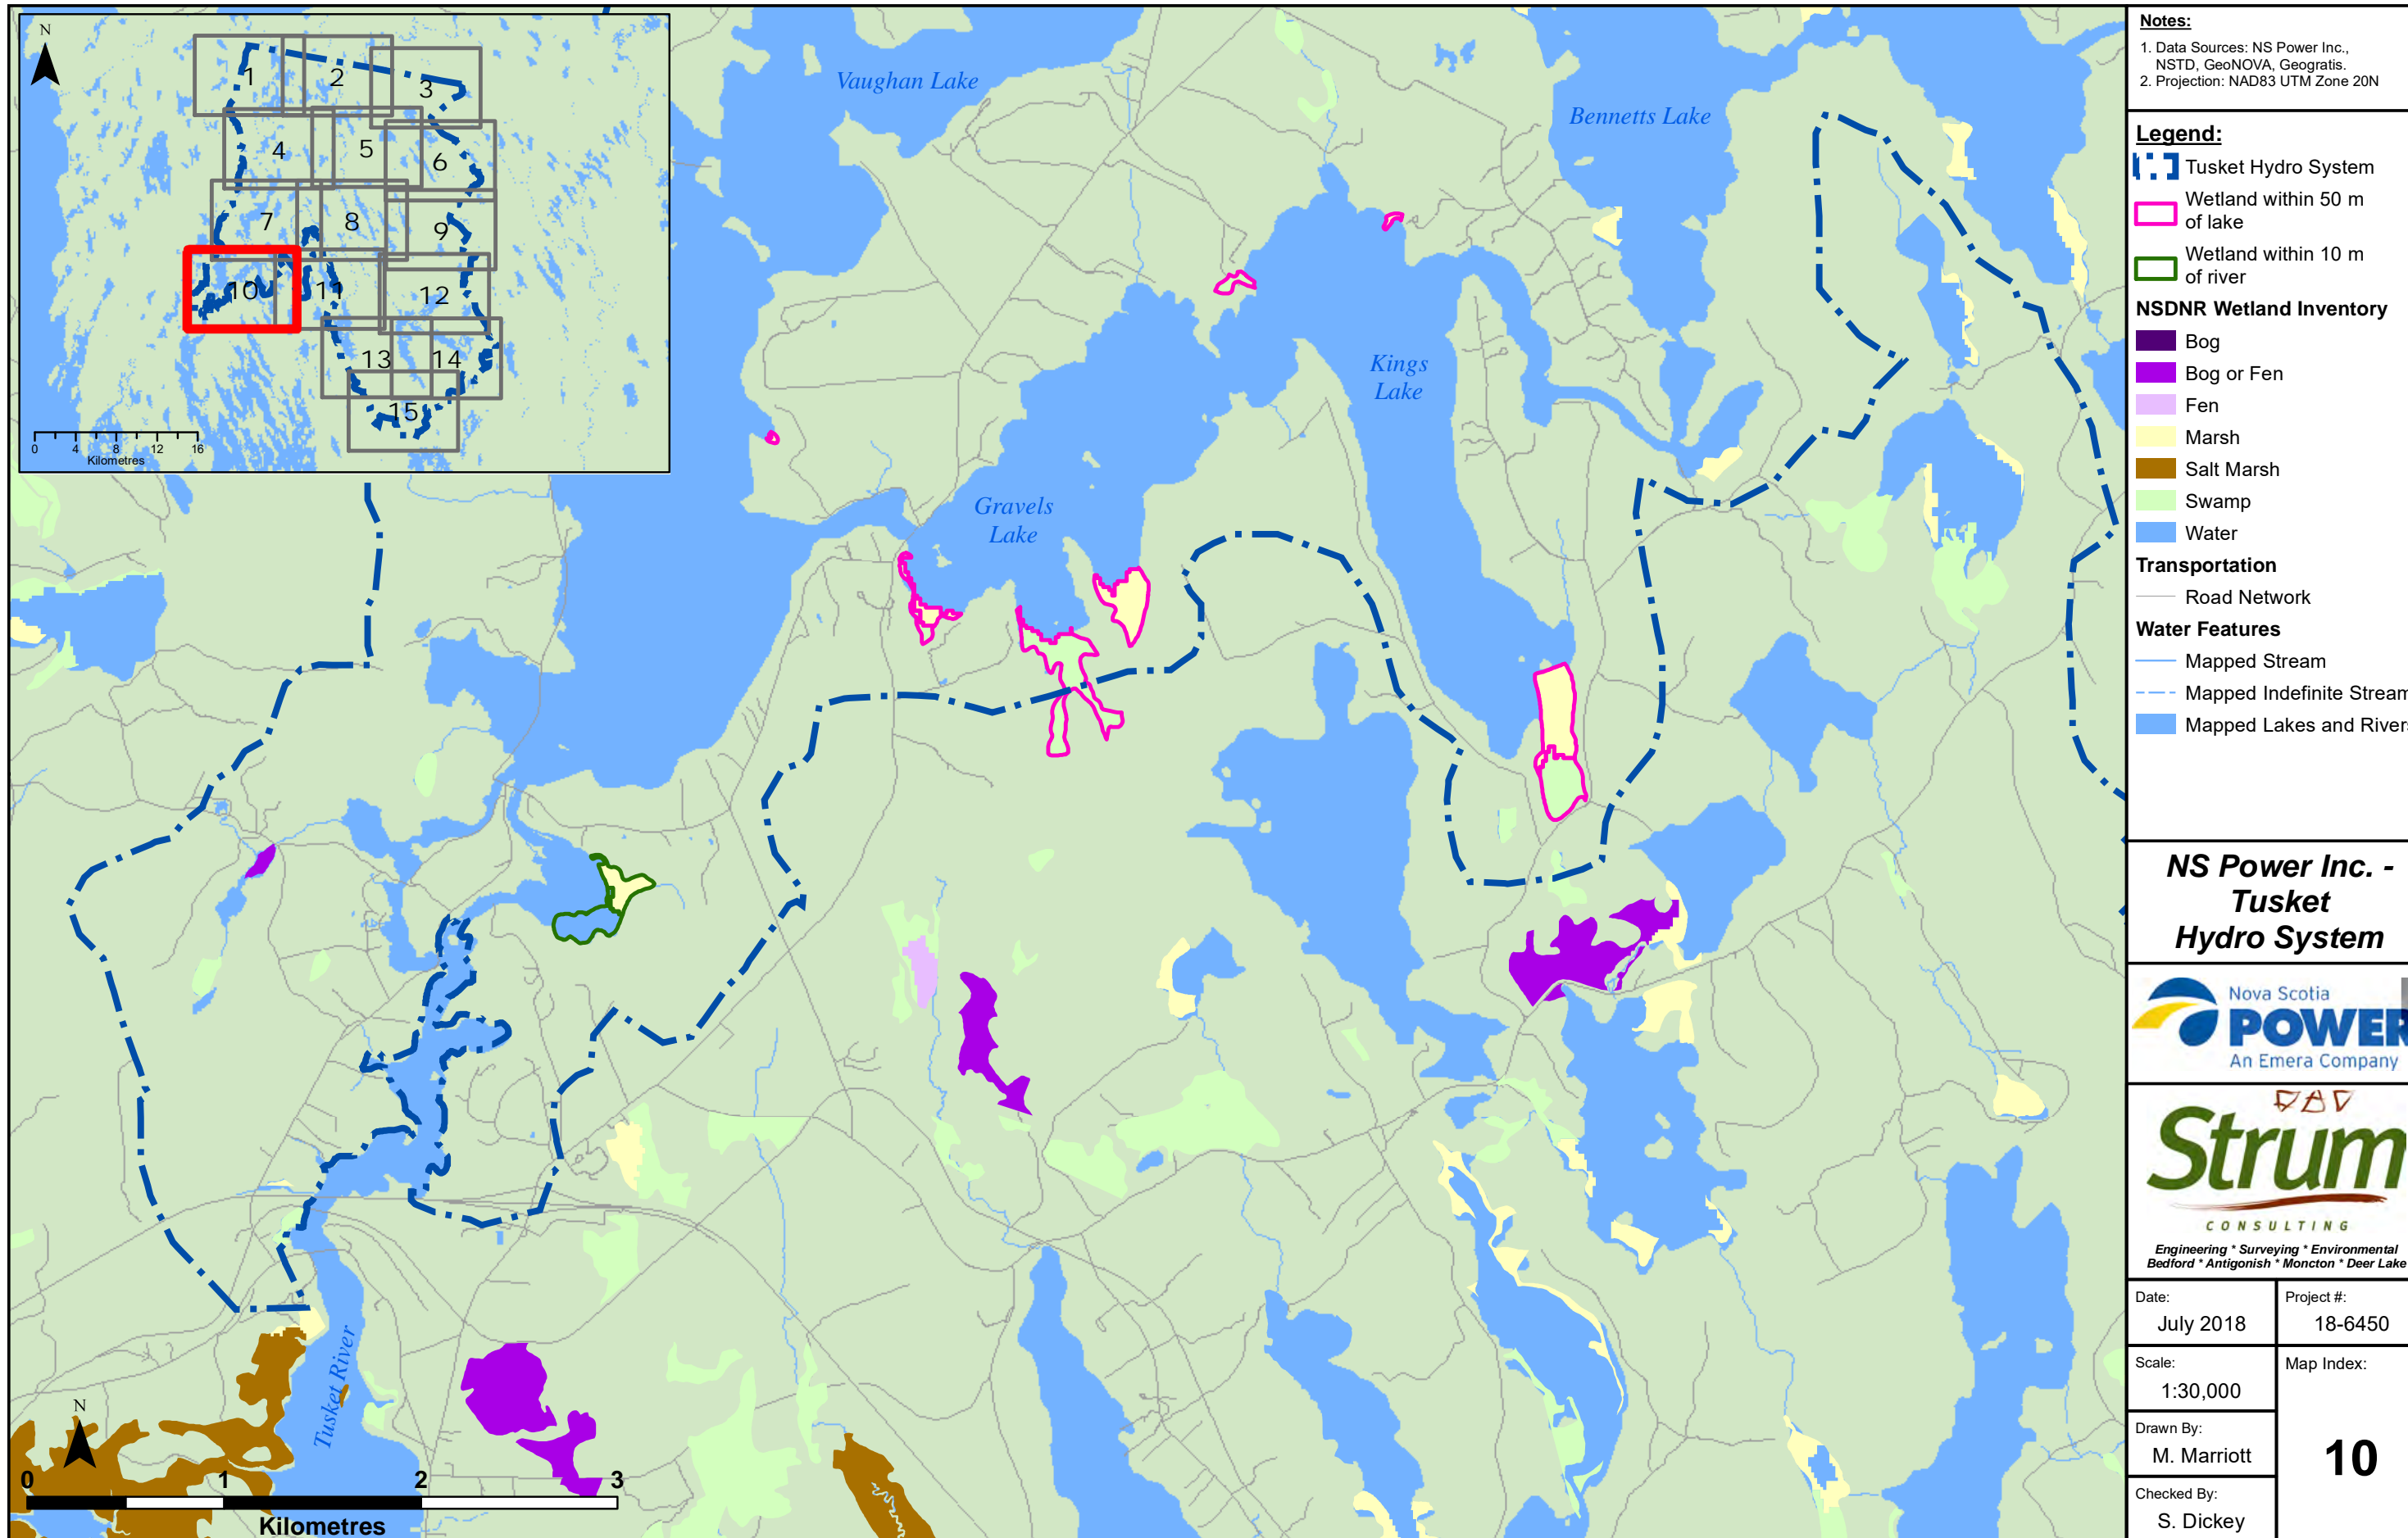 N
1
2
3
4
5
6
7
8
9
10
11
12
13
14
15
0 4 8 12 16
Kilometres
Vaughan Lake
Bennetts Lake
Kings
Lake
Gravels
Lake
Tusket River
N
0 1 2 3
Kilometres
Notes:
1. Data Sources: NS Power Inc.,
NSTD, GeoNOVA, Geogratis.
2. Projection: NAD83 UTM Zone 20N
Legend:
Tusket Hydro System
Wetland within 50 m
of lake
Wetland within 10 m
of river
NSDNR Wetland Inventory
Bog
Bog or Fen
Fen
Marsh
Salt Marsh
Swamp
Water
Transportation
Road Network
Water Features
Mapped Stream
Mapped Indefinite Stream
Mapped Lakes and Rivers
NS Power Inc. -
Tusket
Hydro System
Nova Scotia
POWER
An Emera Company
Strum
CONSULTING
Engineering * Surveying * Environmental
Bedford * Antigonish * Moncton * Deer Lake
Date:
July 2018
Project #:
18-6450
Scale:
1:30,000
Map Index:
10
Drawn By:
M. Marriott
Checked By:
S. Dickey